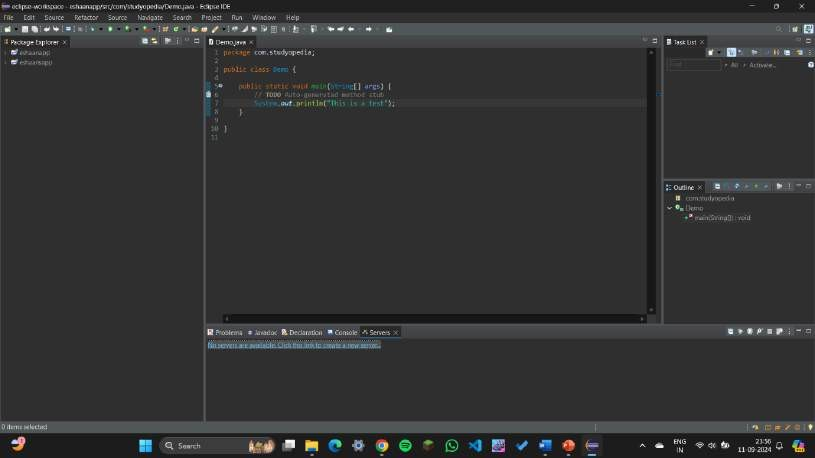 eclipse-workspace - eshaanapp/src/com/studyopedia/Demo.java - Eclipse IDE
File Edit Source Refactor Source Navigate Search Project Run Window Help
Package Explorer
eshaanapp
eshaansapp
Demo.java
1 package com.studyopedia;
2
3 public class Demo {
4
5 public static void main(String[] args) {
6 // TODO Auto-generated method stub
7 System.out.println("This is a test");
8 }
9
10 }
11
Task List
Find
All
Activate...
Outline
com.studyopedia
Demo
main(String[]) : void
Problems Javadoc Declaration Console Servers
No servers are available. Click this link to create a new server...
0 items selected
Search
ENG
IN
23:56
11-09-2024